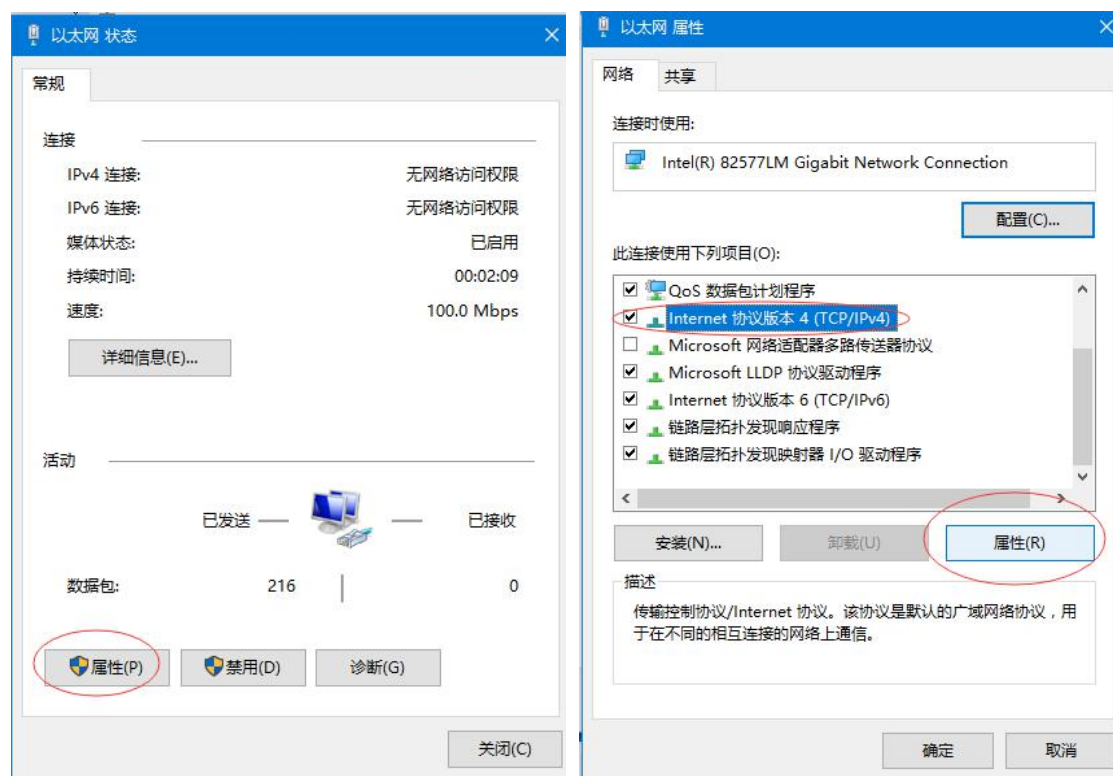 以太网 状态
常规
连接
IPv4 连接: 无网络访问权限
IPv6 连接: 无网络访问权限
媒体状态: 已启用
持续时间: 00:02:09
速度: 100.0 Mbps
详细信息(E)...
活动
已发送 — — 已接收
数据包: 216 0
属性(P) 禁用(D) 诊断(G)
关闭(C)
以太网 属性
网络 共享
连接时使用:
Intel(R) 82577LM Gigabit Network Connection
配置(C)...
此连接使用下列项目(O):
QoS 数据包计划程序
Internet 协议版本 4 (TCP/IPv4)
Microsoft 网络适配器多路传送器协议
Microsoft LLDP 协议驱动程序
Internet 协议版本 6 (TCP/IPv6)
链路层拓扑发现响应程序
链路层拓扑发现映射器 I/O 驱动程序
安装(N)... 卸载(U) 属性(R)
描述
传输控制协议/Internet 协议。该协议是默认的广域网络协议，用
于在不同的相互连接的网络上通信。
确定 取消